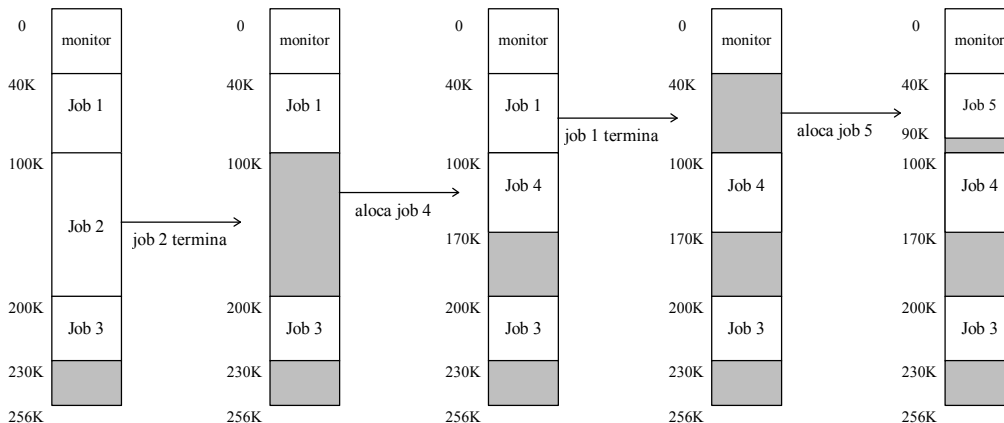 0
monitor
40K
Job 1
100K
Job 2
200K
Job 3
230K
256K
job 2 termina
0
monitor
40K
Job 1
100K
200K
Job 3
230K
256K
aloca job 4
0
monitor
40K
Job 1
100K
Job 4
170K
200K
Job 3
230K
256K
job 1 termina
0
monitor
40K
100K
Job 4
170K
200K
Job 3
230K
256K
aloca job 5
0
monitor
40K
Job 5
90K
100K
Job 4
170K
200K
Job 3
230K
256K